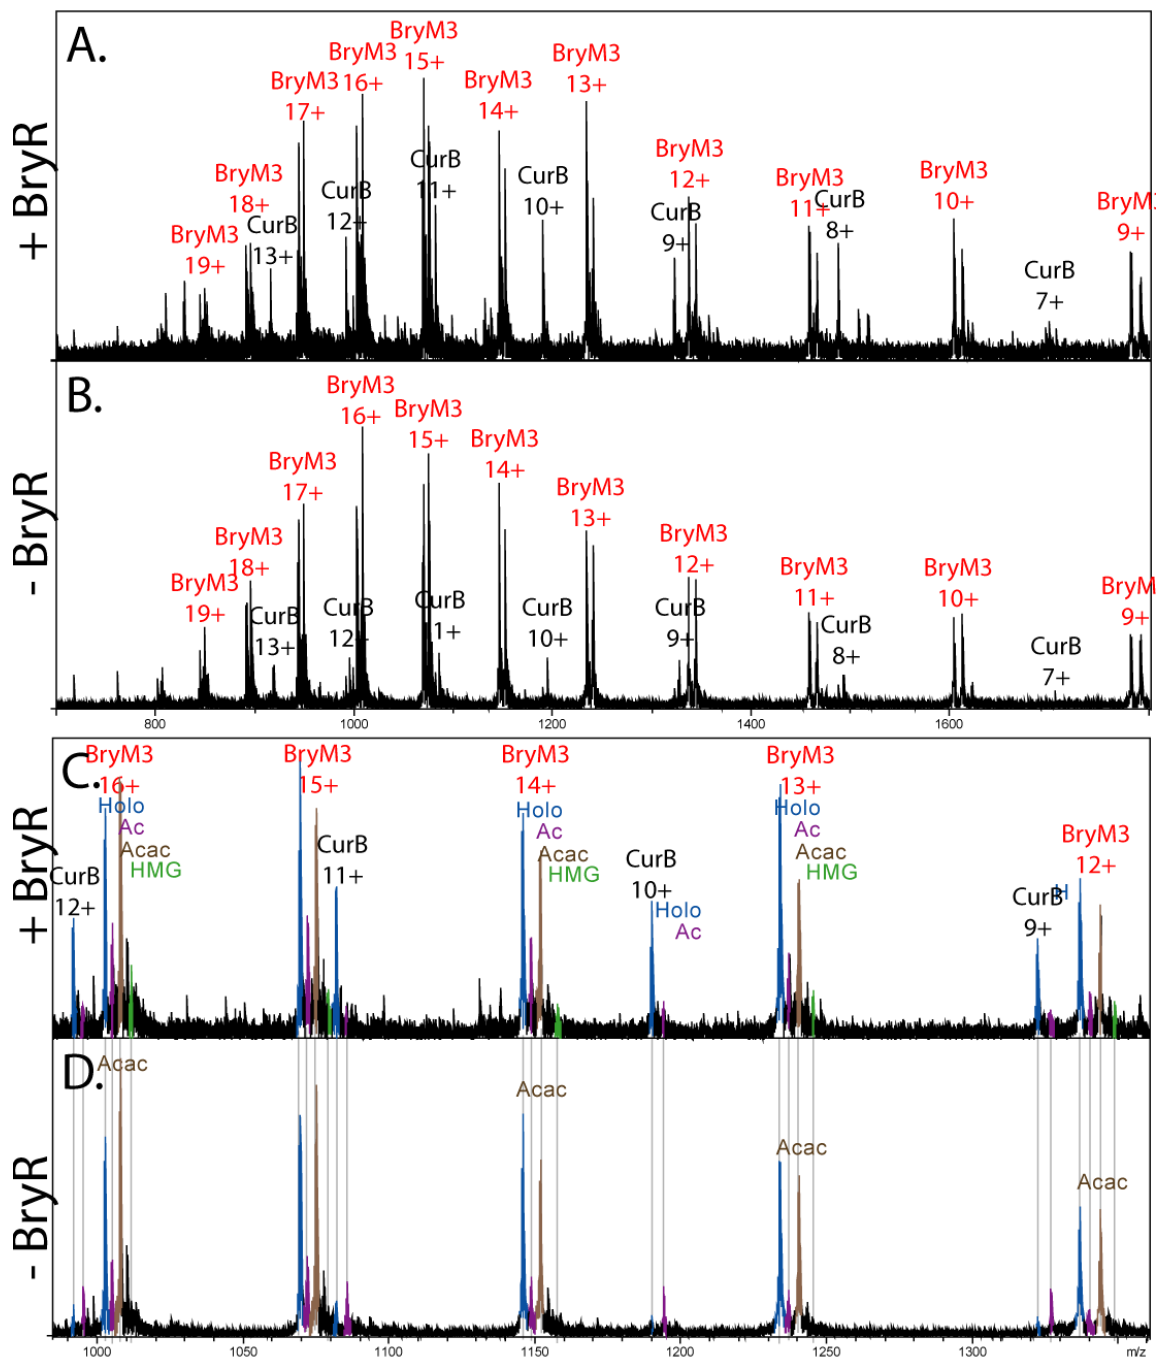 A.
+ BryR
BryM3
19+
BryM3
18+
CurB
13+
BryM3
17+
CurB
12+
BryM3
16+
BryM3
15+
CurB
11+
BryM3
14+
CurB
10+
BryM3
13+
CurB
9+
BryM3
12+
BryM3
11+
CurB
8+
BryM3
10+
CurB
7+
BryM3
9+
B.
- BryR
BryM3
19+
BryM3
18+
CurB
13+
BryM3
17+
CurB
12+
BryM3
16+
BryM3
15+
CurB
1+
BryM3
14+
CurB
10+
BryM3
13+
CurB
9+
BryM3
12+
BryM3
11+
CurB
8+
BryM3
10+
CurB
7+
BryM
9+
800 1000 1200 1400 1600
C.
+ BryR
CurB
12+
BryM3
16+
Holo
Ac
Acac
HMG
BryM3
15+
CurB
11+
BryM3
14+
Holo
Ac
Acac
HMG
CurB
10+
Holo
Ac
BryM3
13+
Holo
Ac
Acac
HMG
CurB
9+
H
BryM3
12+
D.
- BryR
Acac
Acac
Acac
Acac
1000 1050 1100 1150 1200 1250 1300 m/z